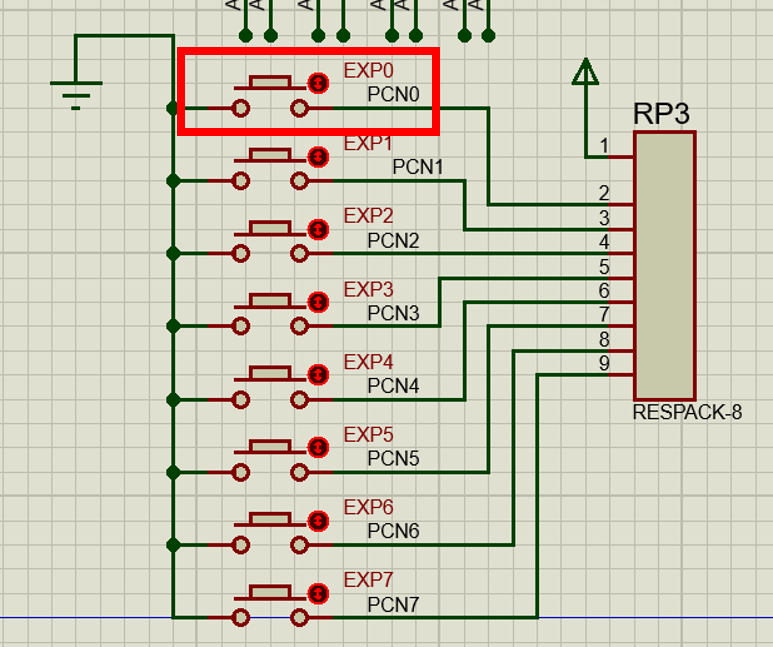 A A A A A A A
EXP0
PCN0
RP3
EXP1
1
PCN1
2
EXP2
3
PCN2
4
5
EXP3
6
PCN3
7
8
EXP4
9
PCN4
RESPACK-8
EXP5
PCN5
EXP6
PCN6
EXP7
PCN7